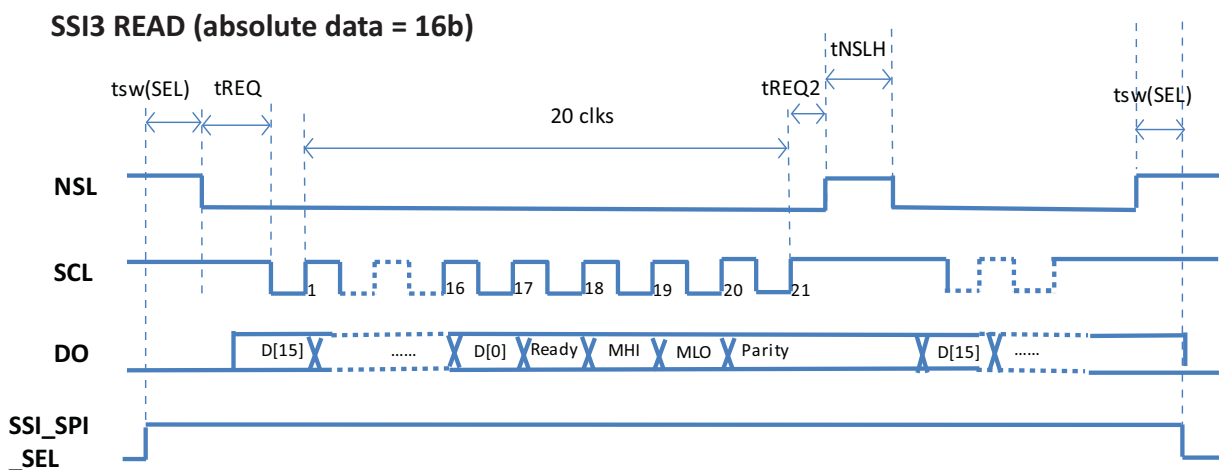 SSI3 READ (absolute data = 16b)
tNSLH
tsw(SEL) tREQ tREQ2 tsw(SEL)
20 clks
NSL
SCL
1 16 17 18 19 20 21
DO
D[15] ...... D[0] Ready MHI MLO Parity D[15] ......
SSI_SPI
_SEL